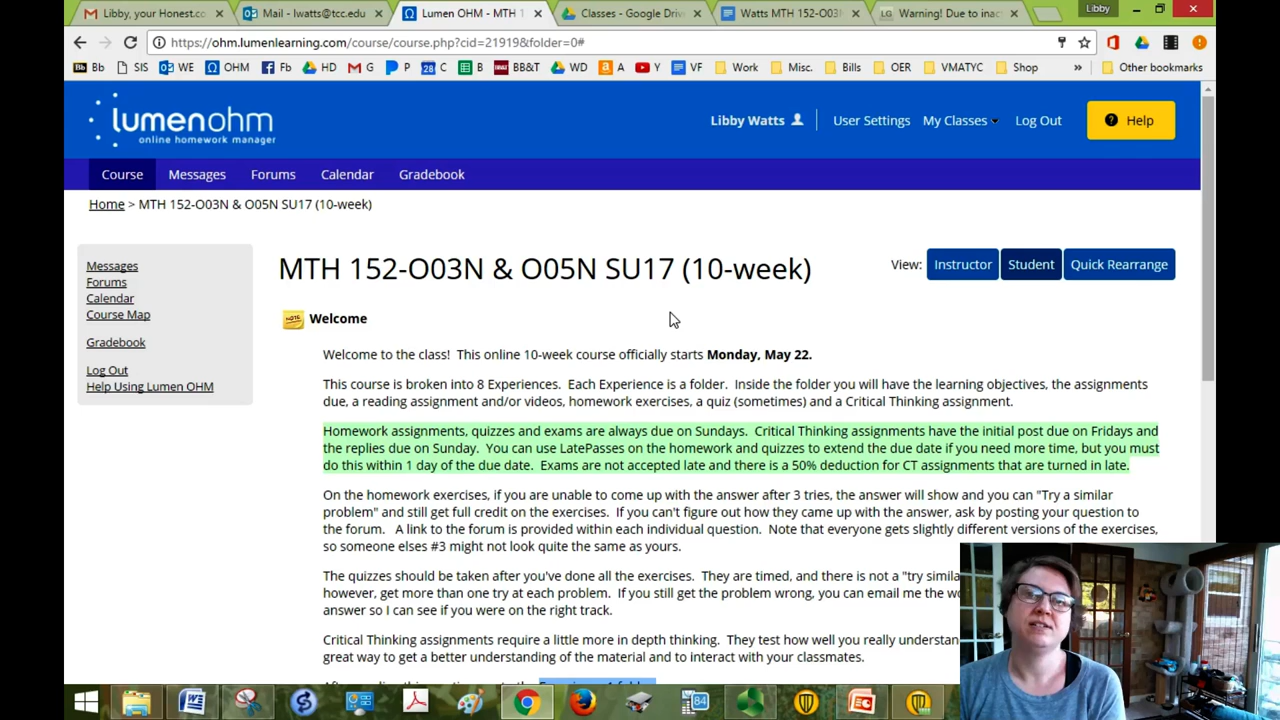 Libby, your Honest.co
Mail - lwatts@tcc.edu
Lumen OHM - MTH 1
Classes - Google Driv
Watts MTH 152-03N
Warning! Due to inac
Libby
https://ohm.lumenlearning.com/course/course.php?cid=21919&folder=0#
Bb SIS WE OHM Fb HD G P C B BB&T WD A Y VF Work Misc. Bills OER VMATYC Shop » Other bookmarks
lumenohm
online homework manager
Libby Watts User Settings My Classes Log Out Help
Course Messages Forums Calendar Gradebook
Home > MTH 152-O03N & O05N SU17 (10-week)
Messages
Forums
Calendar
Course Map
Gradebook
Log Out
Help Using Lumen OHM
MTH 152-O03N & O05N SU17 (10-week)
View: Instructor Student Quick Rearrange
NOTE
Welcome
Welcome to the class! This online 10-week course officially starts Monday, May 22.
This course is broken into 8 Experiences. Each Experience is a folder. Inside the folder you will have the learning objectives, the assignments
due, a reading assignment and/or videos, homework exercises, a quiz (sometimes) and a Critical Thinking assignment.
Homework assignments, quizzes and exams are always due on Sundays. Critical Thinking assignments have the initial post due on Fridays and
the replies due on Sunday. You can use LatePasses on the homework and quizzes to extend the due date if you need more time, but you must
do this within 1 day of the due date. Exams are not accepted late and there is a 50% deduction for CT assignments that are turned in late.
On the homework exercises, if you are unable to come up with the answer after 3 tries, the answer will show and you can "Try a similar
problem" and still get full credit on the exercises. If you can't figure out how they came up with the answer, ask by posting your question to
the forum. A link to the forum is provided within each individual question. Note that everyone gets slightly different versions of the exercises,
so someone elses #3 might not look quite the same as yours.
The quizzes should be taken after you've done all the exercises. They are timed, and there is not a "try simila
however, get more than one try at each problem. If you still get the problem wrong, you can email me the wo
answer so I can see if you were on the right track.
Critical Thinking assignments require a little more in depth thinking. They test how well you really understan
great way to get a better understanding of the material and to interact with your classmates.
84